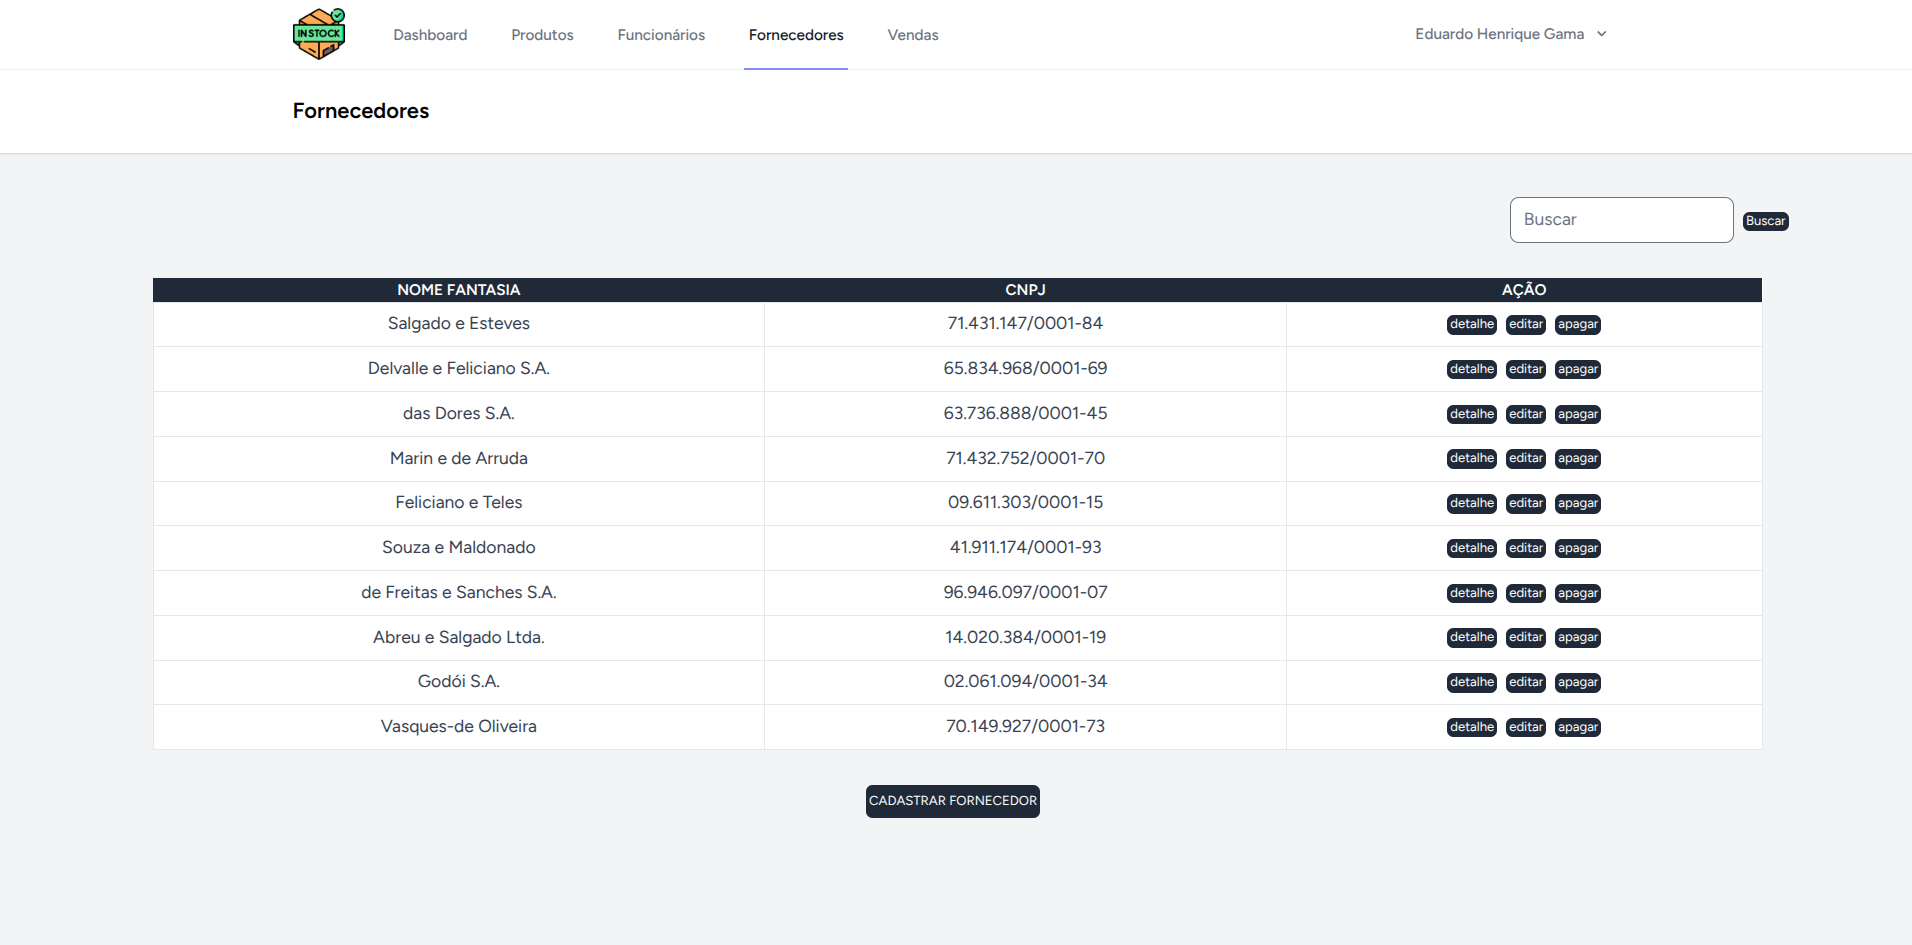 IN STOCK
Dashboard Produtos Funcionários Fornecedores Vendas Eduardo Henrique Gama
Fornecedores
Buscar Buscar
NOME FANTASIA CNPJ AÇÃO
Salgado e Esteves 71.431.147/0001-84 detalhe editar apagar
Delvalle e Feliciano S.A. 65.834.968/0001-69 detalhe editar apagar
das Dores S.A. 63.736.888/0001-45 detalhe editar apagar
Marin e de Arruda 71.432.752/0001-70 detalhe editar apagar
Feliciano e Teles 09.611.303/0001-15 detalhe editar apagar
Souza e Maldonado 41.911.174/0001-93 detalhe editar apagar
de Freitas e Sanches S.A. 96.946.097/0001-07 detalhe editar apagar
Abreu e Salgado Ltda. 14.020.384/0001-19 detalhe editar apagar
Godói S.A. 02.061.094/0001-34 detalhe editar apagar
Vasques-de Oliveira 70.149.927/0001-73 detalhe editar apagar
CADASTRAR FORNECEDOR